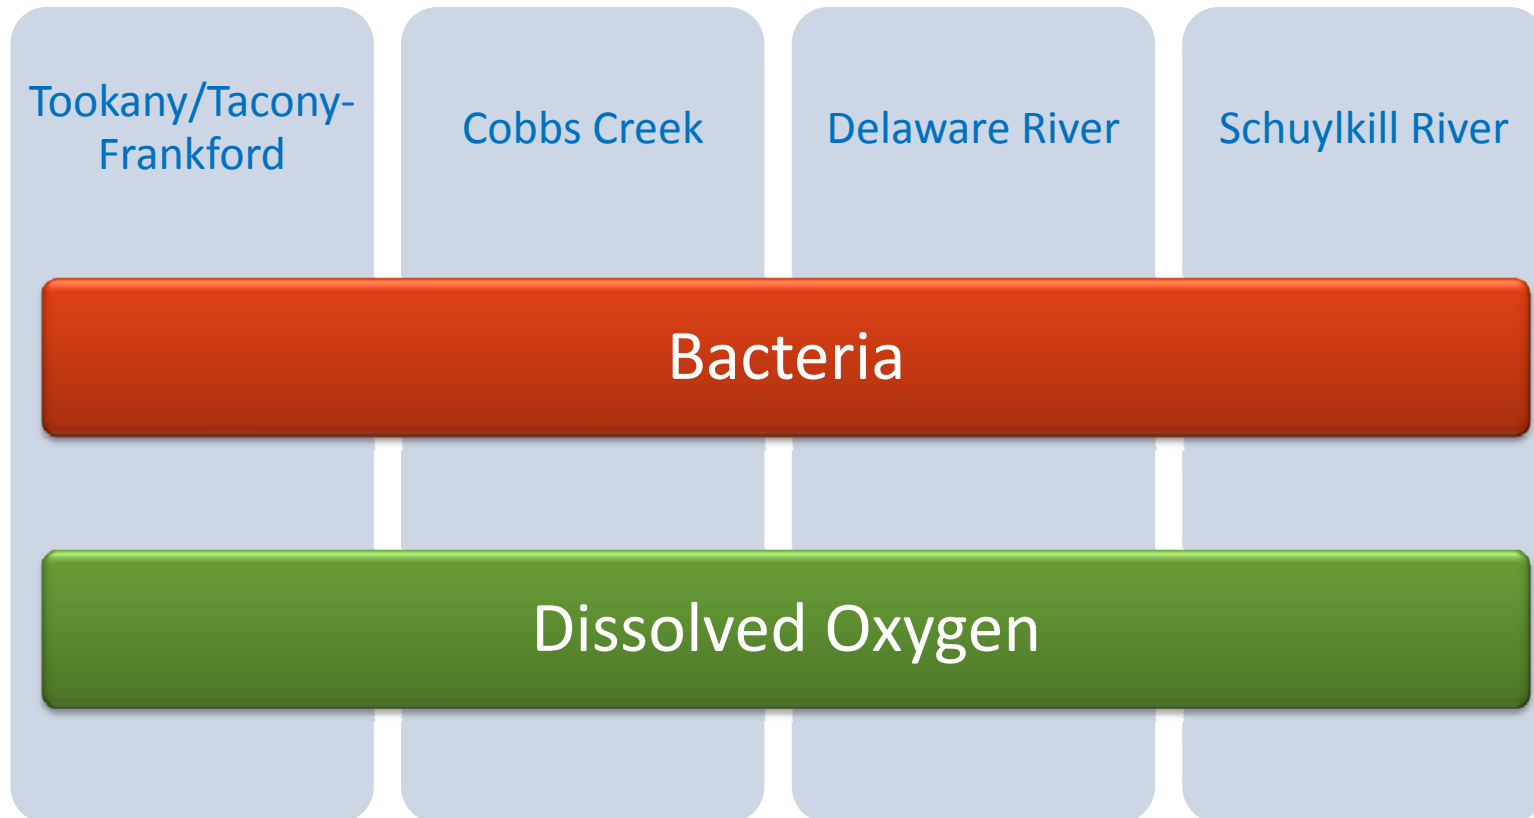 Tookany/Tacony-
Frankford
Cobbs Creek
Delaware River
Schuylkill River
Bacteria
Dissolved Oxygen